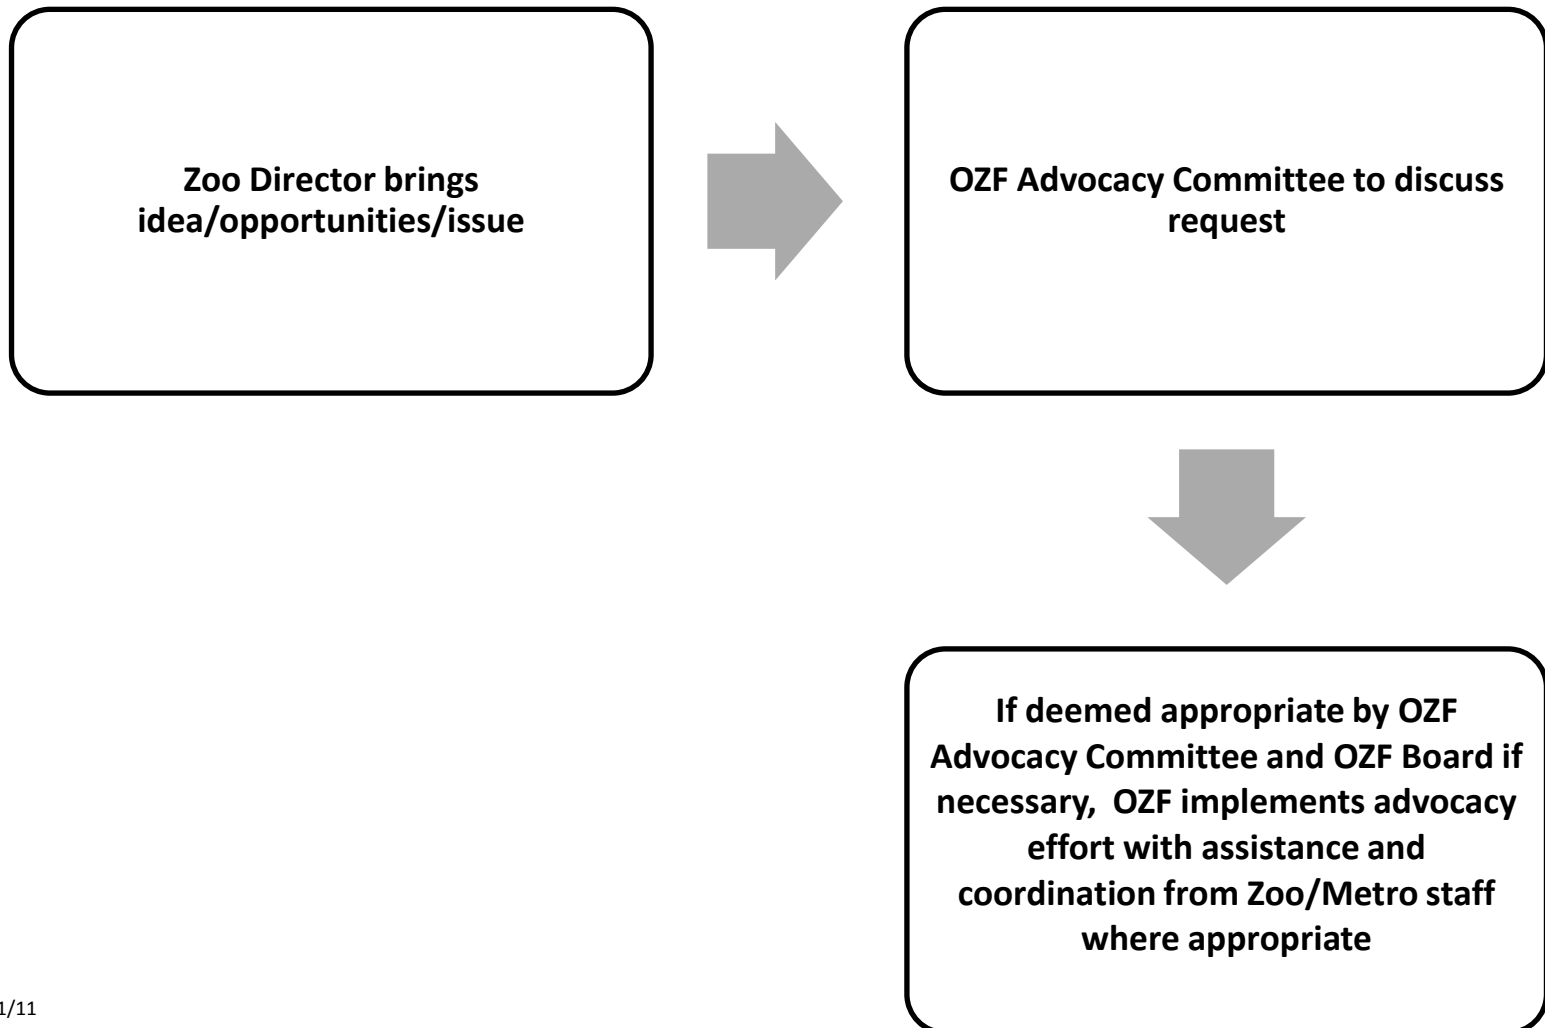 Zoo Director brings
idea/opportunities/issue
OZF Advocacy Committee to discuss
request
If deemed appropriate by OZF
Advocacy Committee and OZF Board if
necessary, OZF implements advocacy
effort with assistance and
coordination from Zoo/Metro staff
where appropriate
1/11